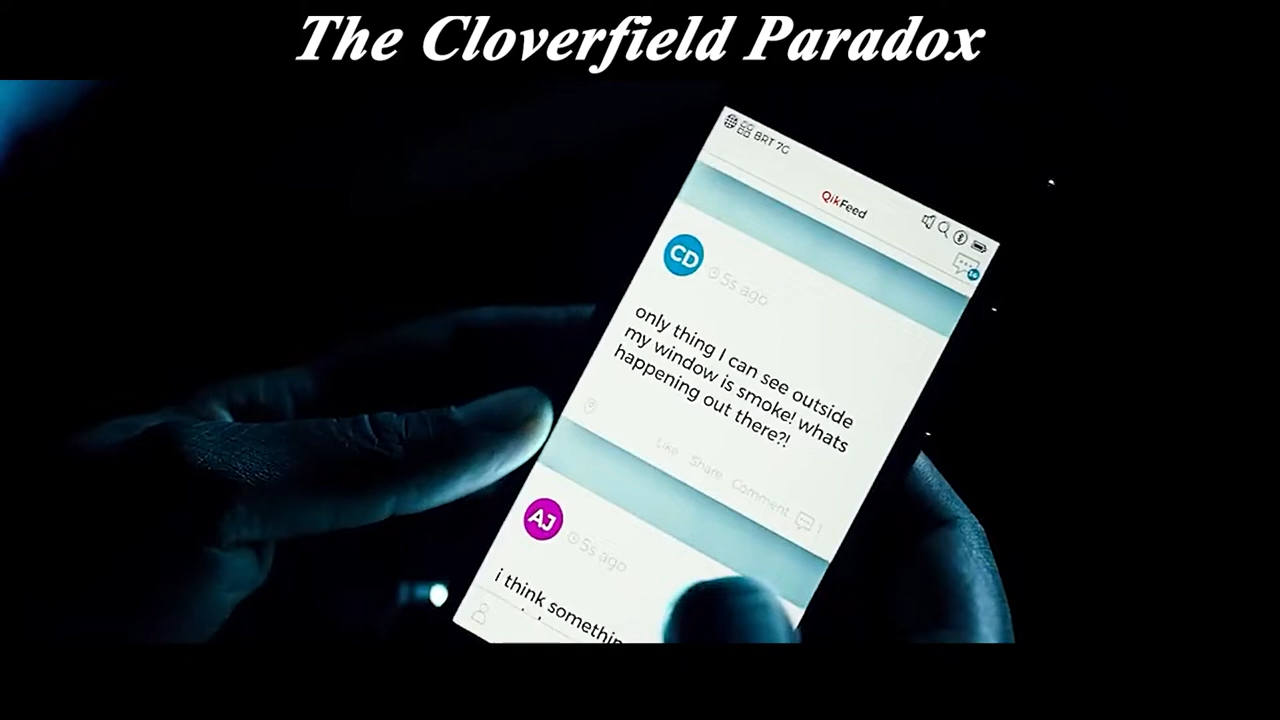 The Cloverfield Paradox
BRT 7G
QikFeed
CD
5s ago
only thing I can see outside
my window is smoke! whats
happening out there?!
Like Share Comment 1
AJ
5s ago
i think somethin